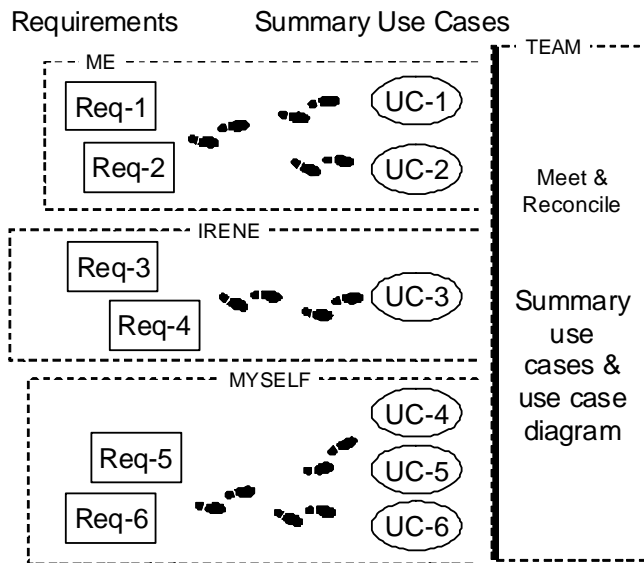 Requirements Summary Use Cases
ME
Req-1
UC-1
Req-2
UC-2
IRENE
Req-3
Req-4
UC-3
MYSELF
UC-4
Req-5
UC-5
Req-6
UC-6
TEAM
Meet &
Reconcile
Summary
use
cases &
use case
diagram